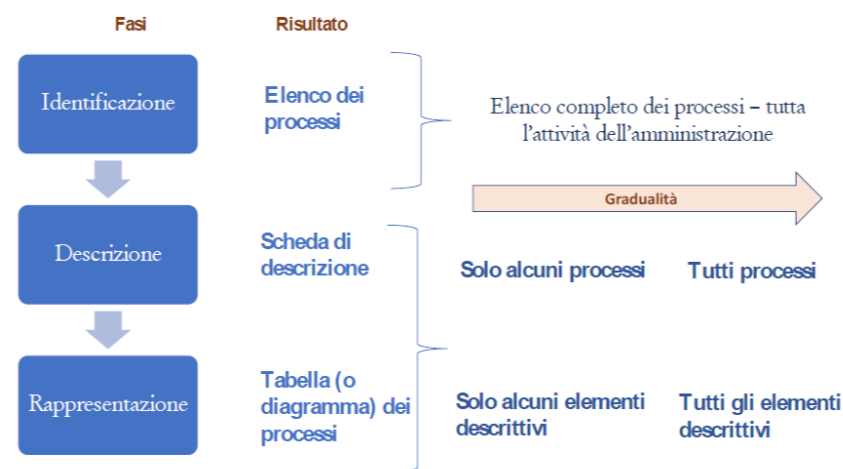 Fasi
Risultato
Identificazione
Elenco dei
processi
Elenco completo dei processi – tutta
l'attività dell'amministrazione
Gradualità
Descrizione
Scheda di
descrizione
Solo alcuni processi
Tutti processi
Rappresentazione
Tabella (o
diagramma) dei
processi
Solo alcuni elementi
descrittivi
Tutti gli elementi
descrittivi